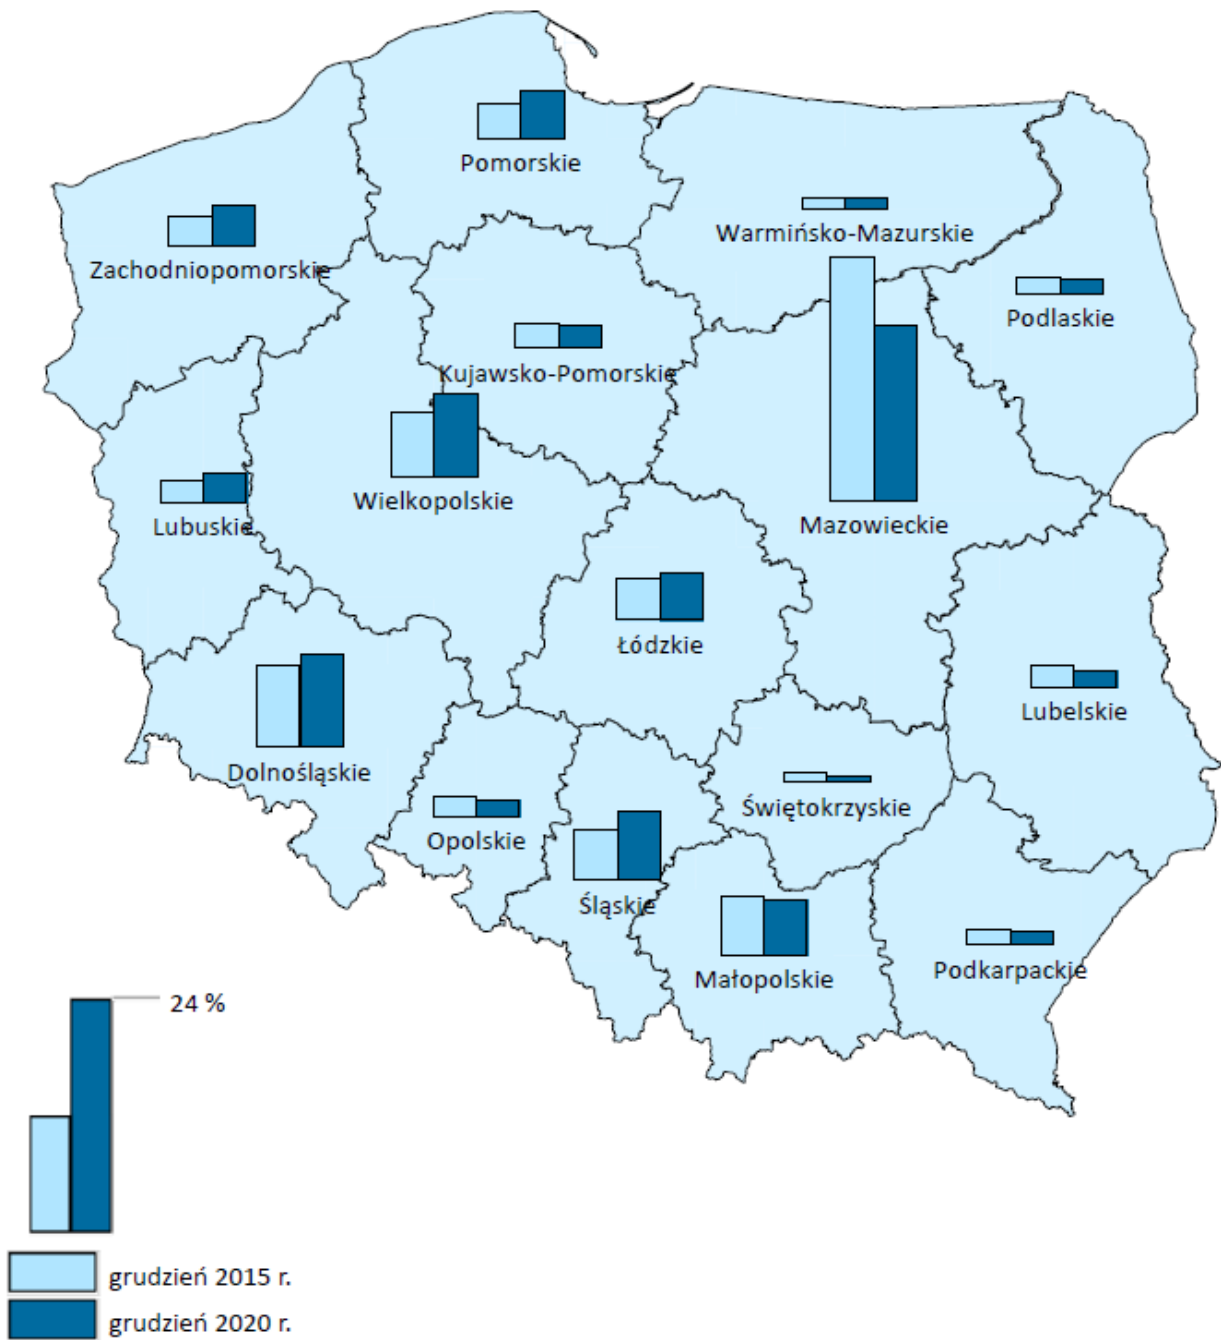 Pomorskie
Warmińsko-Mazurskie
Zachodniopomorskie
Podlaskie
Kujawsko-Pomorskie
Wielkopolskie
Mazowieckie
Lubuskie
Łódzkie
Lubelskie
Dolnośląskie
Świętokrzyskie
Opolskie
Śląskie
Podkarpackie
Małopolskie
24 %
grudzień 2015 r.
grudzień 2020 r.